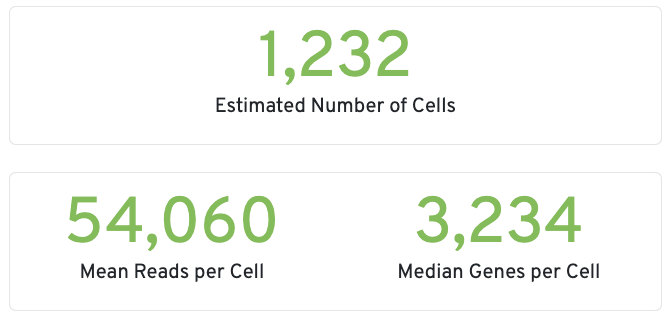 1,232
Estimated Number of Cells
54,060
3,234
Mean Reads per Cell
Median Genes per Cell